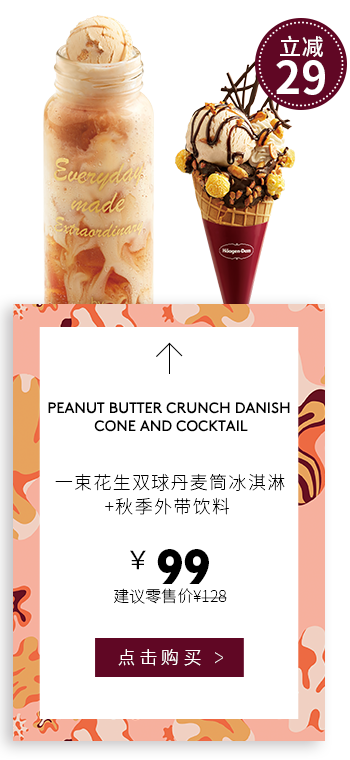 立减
29
Everyday
made
Extraordinary
Häagen-Dazs
PEANUT BUTTER CRUNCH DANISH
CONE AND COCKTAIL
一束花生双球丹麦筒冰淇淋
+秋季外带饮料
¥ 99
建议零售价¥128
点击购买 >